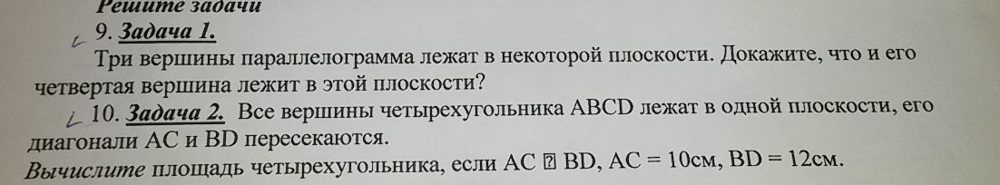 Решите задачи
9. Задача 1.
Три вершины параллелограмма лежат в некоторой плоскости. Докажите, что и его
четвертая вершина лежит в этой плоскости?
10. Задача 2. Все вершины четырехугольника ABCD лежат в одной плоскости, его
диагонали AC и BD пересекаются.
Вычислите площадь четырехугольника, если AC ⍰ BD, AC = 10см, BD = 12см.